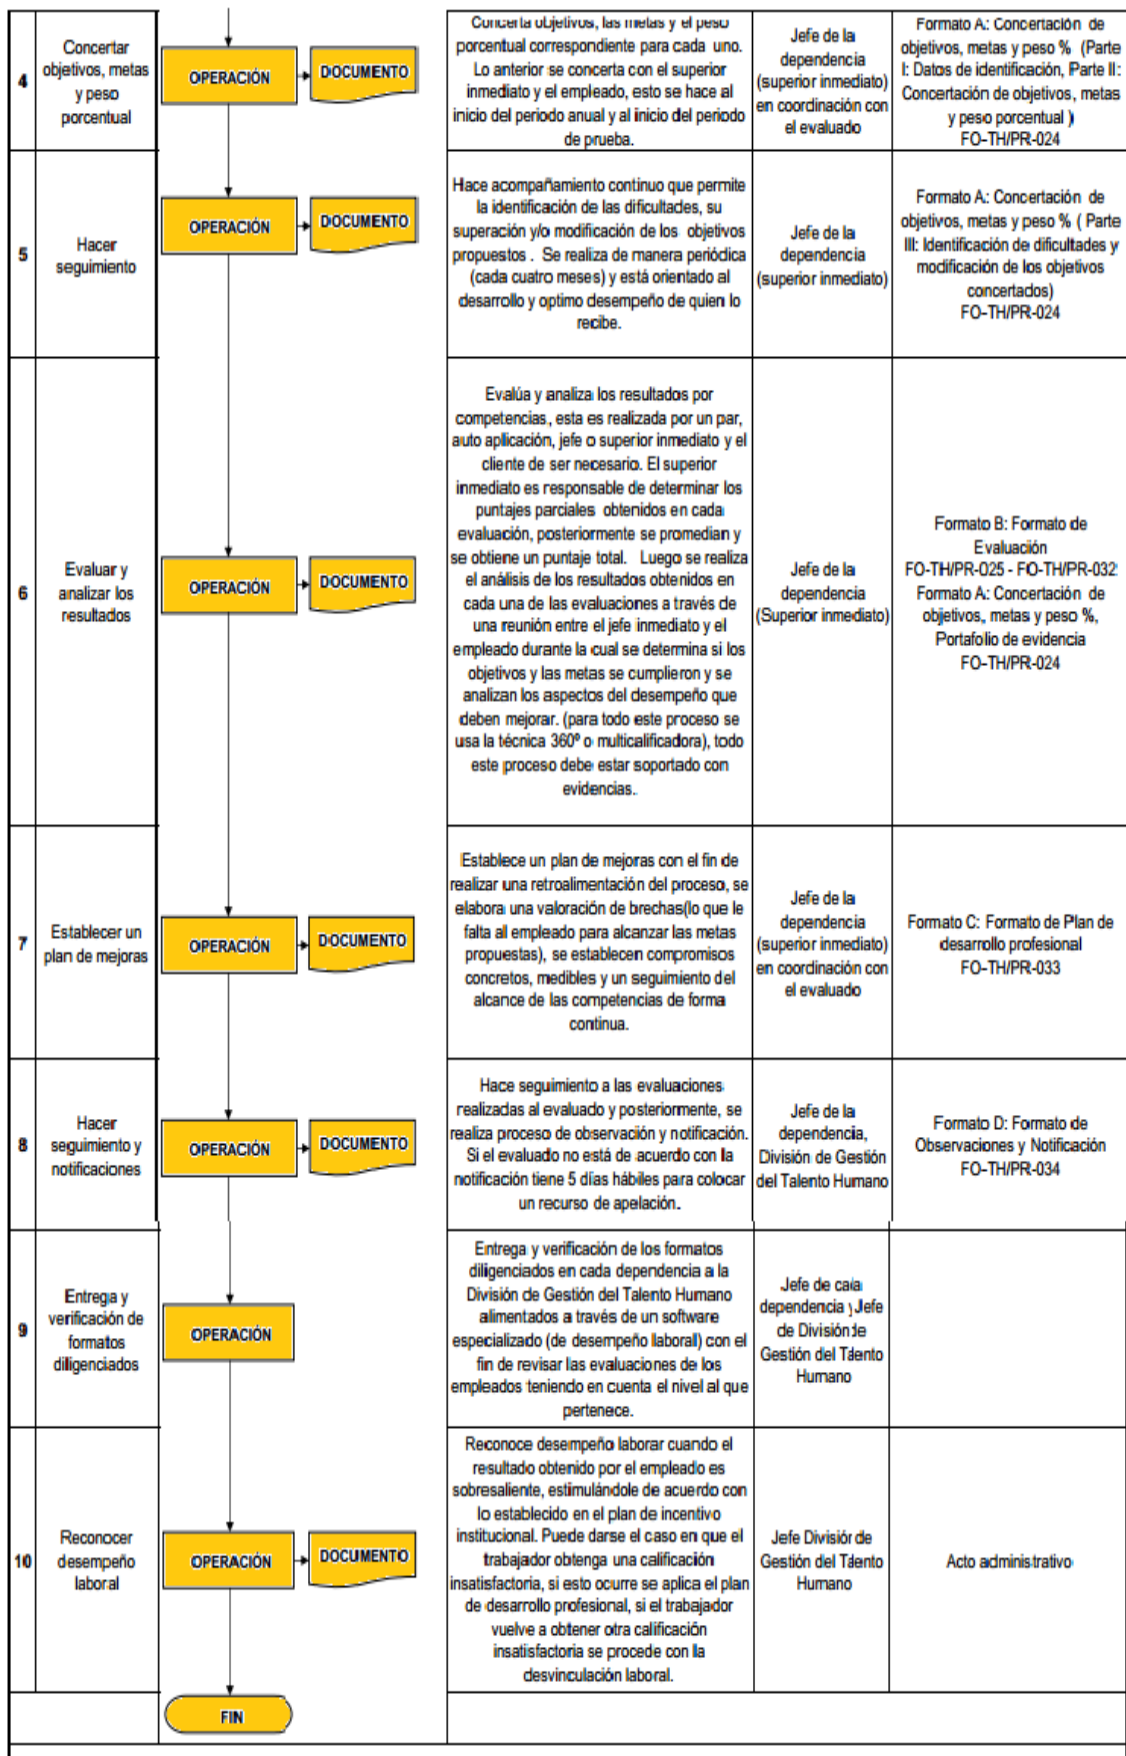 4
Concertar
objetivos, metas
y peso
porcentual
OPERACIÓN
DOCUMENTO
Concerta objetivos, las metas y el peso
porcentual correspondiente para cada uno.
Lo anterior se concerta con el superior
inmediato y el empleado, esto se hace al
inicio del periodo anual y al inicio del periodo
de prueba.
Jefe de la
dependencia
(superior inmediato)
en coordinación con
el evaluado
Formato A: Concertación de
objetivos, metas y peso % (Parte
I: Datos de identificación, Parte II:
Concertación de objetivos, metas
y peso porcentual )
FO-TH/PR-024
5
Hacer
seguimiento
OPERACIÓN
DOCUMENTO
Hace acompañamiento continuo que permite
la identificación de las dificultades, su
superación y/o modificación de los objetivos
propuestos . Se realiza de manera periódica
(cada cuatro meses) y está orientado al
desarrollo y optimo desempeño de quien lo
recibe.
Jefe de la
dependencia
(superior inmediato)
Formato A: Concertación de
objetivos, metas y peso % ( Parte
III: Identificación de dificultades y
modificación de los objetivos
concertados)
FO-TH/PR-024
6
Evaluar y
analizar los
resultados
OPERACIÓN
DOCUMENTO
Evalúa y analiza los resultados por
competencias, esta es realizada por un par,
auto aplicación, jefe o superior inmediato y el
cliente de ser necesario. El superior
inmediato es responsable de determinar los
puntajes parciales obtenidos en cada
evaluación, posteriormente se promedian y
se obtiene un puntaje total. Luego se realiza
el análisis de los resultados obtenidos en
cada una de las evaluaciones a través de
una reunión entre el jefe inmediato y el
empleado durante la cual se determina si los
objetivos y las metas se cumplieron y se
analizan los aspectos del desempeño que
deben mejorar. (para todo este proceso se
usa la técnica 360º o multicalificadora), todo
este proceso debe estar soportado con
evidencias.
Jefe de la
dependencia
(Superior inmediato)
Formato B: Formato de
Evaluación
FO-TH/PR-025 - FO-TH/PR-032
Formato A: Concertación de
objetivos, metas y peso %,
Portafolio de evidencia
FO-TH/PR-024
7
Establecer un
plan de mejoras
OPERACIÓN
DOCUMENTO
Establece un plan de mejoras con el fin de
realizar una retroalimentación del proceso, se
elabora una valoración de brechas(lo que le
falta al empleado para alcanzar las metas
propuestas), se establecen compromisos
concretos, medibles y un seguimiento del
alcance de las competencias de forma
continua.
Jefe de la
dependencia
(superior inmediato)
en coordinación con
el evaluado
Formato C: Formato de Plan de
desarrollo profesional
FO-TH/PR-033
8
Hacer
seguimiento y
notificaciones
OPERACIÓN
DOCUMENTO
Hace seguimiento a las evaluaciones
realizadas al evaluado y posteriormente, se
realiza proceso de observación y notificación.
Si el evaluado no está de acuerdo con la
notificación tiene 5 días hábiles para colocar
un recurso de apelación.
Jefe de la
dependencia,
División de Gestión
del Talento Humano
Formato D: Formato de
Observaciones y Notificación
FO-TH/PR-034
9
Entrega y
verificación de
formatos
diligenciados
OPERACIÓN
Entrega y verificación de los formatos
diligenciados en cada dependencia a la
División de Gestión del Talento Humano
alimentados a través de un software
especializado (de desempeño laboral) con el
fin de revisar las evaluaciones de los
empleados teniendo en cuenta el nivel al que
pertenece.
Jefe de cada
dependencia y Jefe
de División de
Gestión del Talento
Humano
10
Reconocer
desempeño
laboral
OPERACIÓN
DOCUMENTO
Reconoce desempeño laborar cuando el
resultado obtenido por el empleado es
sobresaliente, estimulándole de acuerdo con
lo establecido en el plan de incentivo
institucional. Puede darse el caso en que el
trabajador obtenga una calificación
insatisfactoria, si esto ocurre se aplica el plan
de desarrollo profesional, si el trabajador
vuelve a obtener otra calificación
insatisfactoria se procede con la
desvinculación laboral.
Jefe División de
Gestión del Talento
Humano
Acto administrativo
FIN